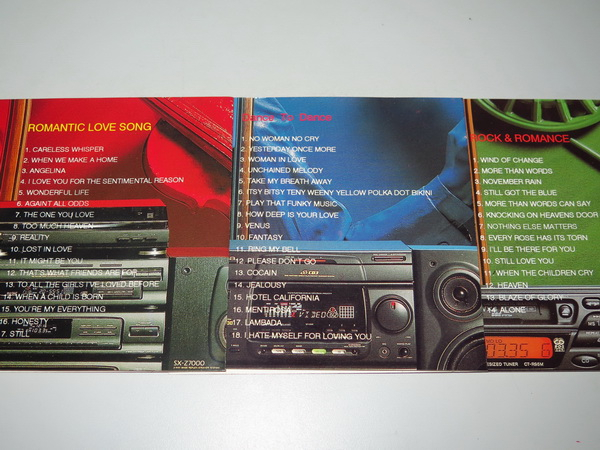 ROMANTIC LOVE SONG
1. CARELESS WHISPER
2. WHEN WE MAKE A HOME
3. ANGELINA
4. I LOVE YOU FOR THE SENTIMENTAL REASON
5. WONDERFUL LIFE
6. AGAINT ALL ODDS
7. THE ONE YOU LOVE
8. TOO MUCH HEAVEN
9. REALITY
10. LOST IN LOVE
11. IT MIGHT BE YOU
12. THAT'S WHAT FRIENDS ARE FOR
13. TO ALL THE GIRLS I'VE LOVED BEFORE
14. WHEN A CHILD IS BORN
15. YOU'RE MY EVERYTHING
16. HONESTY
17. STILL
SX-Z7000
Dance To Dance
1. NO WOMAN NO CRY
2. YESTERDAY ONCE MORE
3. WOMAN IN LOVE
4. UNCHAINED MELODY
5. TAKE MY BREATH AWAY
6. ITSY BITSY TENY WEENY YELLOW POLKA DOT BIKINI
7. PLAY THAT FUNKY MUSIC
8. HOW DEEP IS YOUR LOVE
9. VENUS
10. FANTASY
11. RING MY BELL
12. PLEASE DON'T GO
13. COCAIN
14. JEALOUSY
15. HOTEL CALIFORNIA
16. MENTIROSA
17. LAMBADA
18. I HATE MYSELF FOR LOVING YOU
ROCK & ROMANCE
1. WIND OF CHANGE
2. MORE THAN WORDS
3. NOVEMBER RAIN
4. STILL GOT THE BLUE
5. MORE THAN WORDS CAN SAY
6. KNOCKING ON HEAVENS DOOR
7. NOTHING ELSE MATTERS
8. EVERY ROSE HAS ITS TORN
9. I'LL BE THERE FOR YOU
10. STILL LOVE YOU
11. WHEN THE CHILDREN CRY
12. HEAVEN
13. BLAZE OF GLORY
14. ALONE